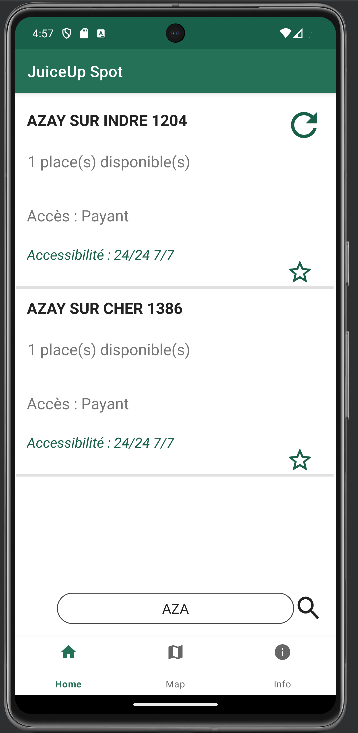 4:57
JuiceUp Spot
AZAY SUR INDRE 1204
1 place(s) disponible(s)
Accès : Payant
Accessibilité : 24/24 7/7
AZAY SUR CHER 1386
1 place(s) disponible(s)
Accès : Payant
Accessibilité : 24/24 7/7
AZA
Home Map Info